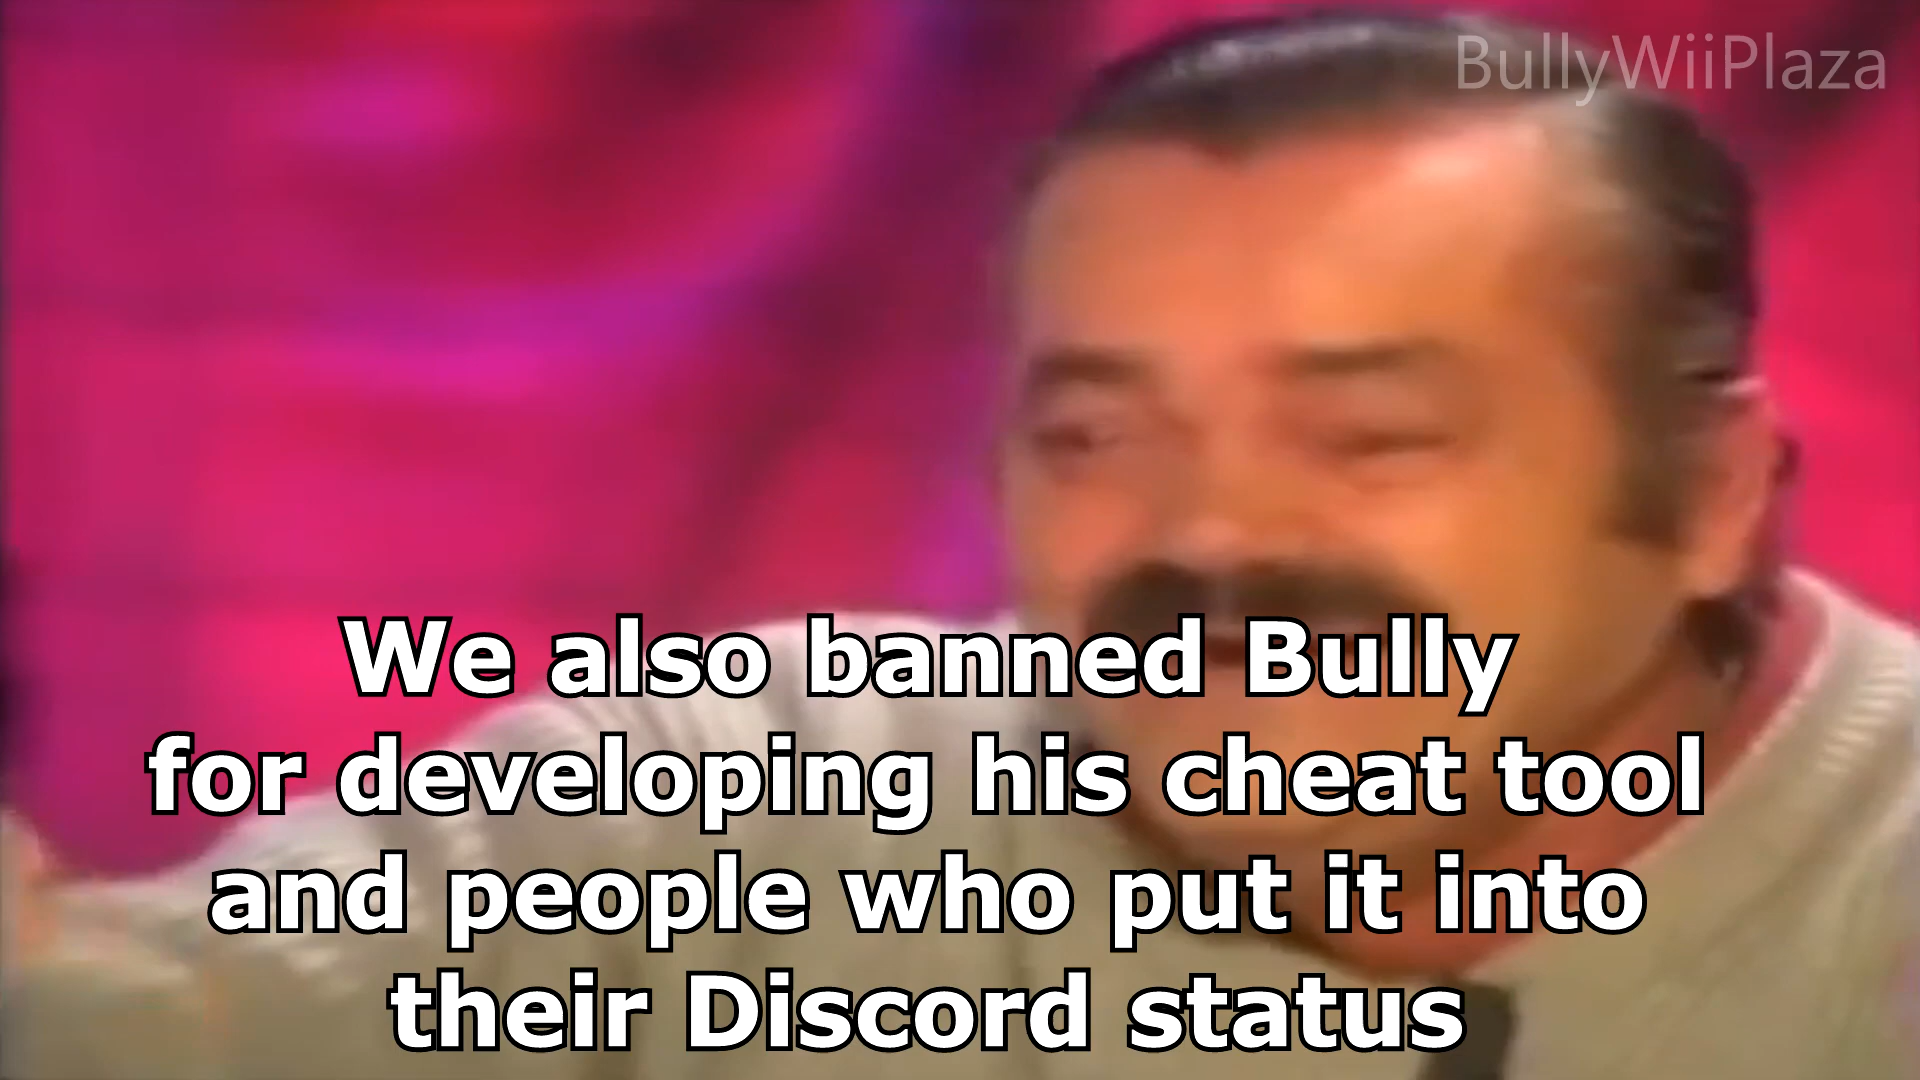 BullyWiiPlaza
We also banned Bully
for developing his cheat tool
and people who put it into
their Discord status